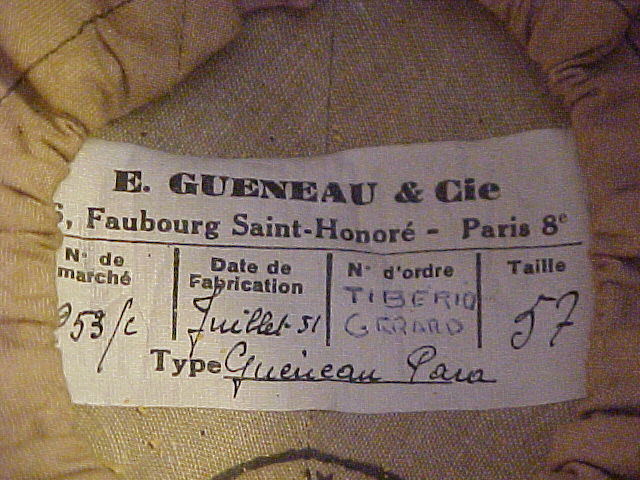 E. GUENEAU & Cie
, Faubourg Saint-Honoré - Paris 8e
N° de marché
Date de Fabrication
N° d'ordre
Taille
53/c
Juillet 51
TIBERIO GERARD
57
Type Gueneau Para